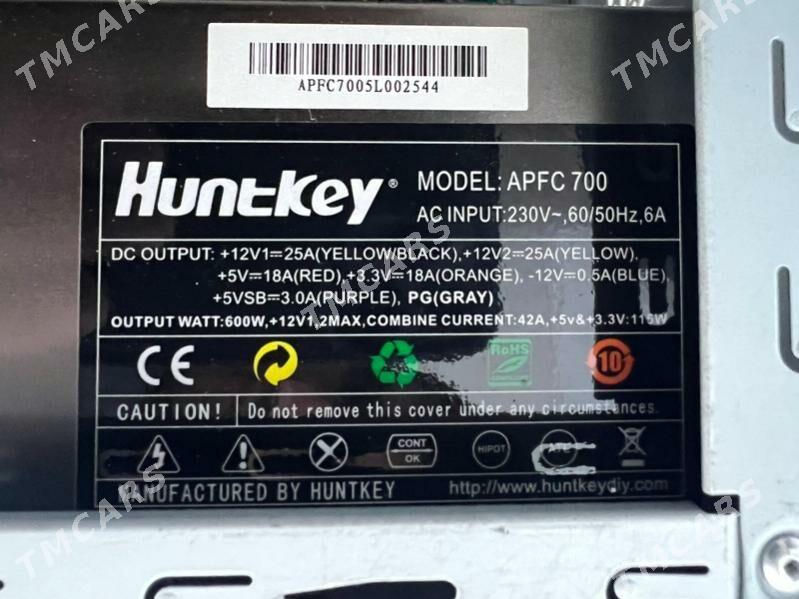 TMCARS
TMCARS
APFC7005L002544
HuntKey®
MODEL: APFC 700
AC INPUT:230V~,60/50Hz,6A
DC OUTPUT: +12V1⎓25A(YELLOW/BLACK),+12V2⎓25A(YELLOW),
+5V⎓18A(RED),+3.3V⎓18A(ORANGE), -12V⎓0.5A(BLUE),
+5VSB⎓3.0A(PURPLE), PG(GRAY)
OUTPUT WATT:600W,+12V1,2MAX,COMBINE CURRENT:42A,+5v&+3.3V:115W
TMCARS
CE
RoHS
10
CAUTION! Do not remove this cover under any circumstances.
CONT
OK
HIPOT
ATE
MANUFACTURED BY HUNTKEY http://www.huntkeydiy.com
TMCARS
TMCARS